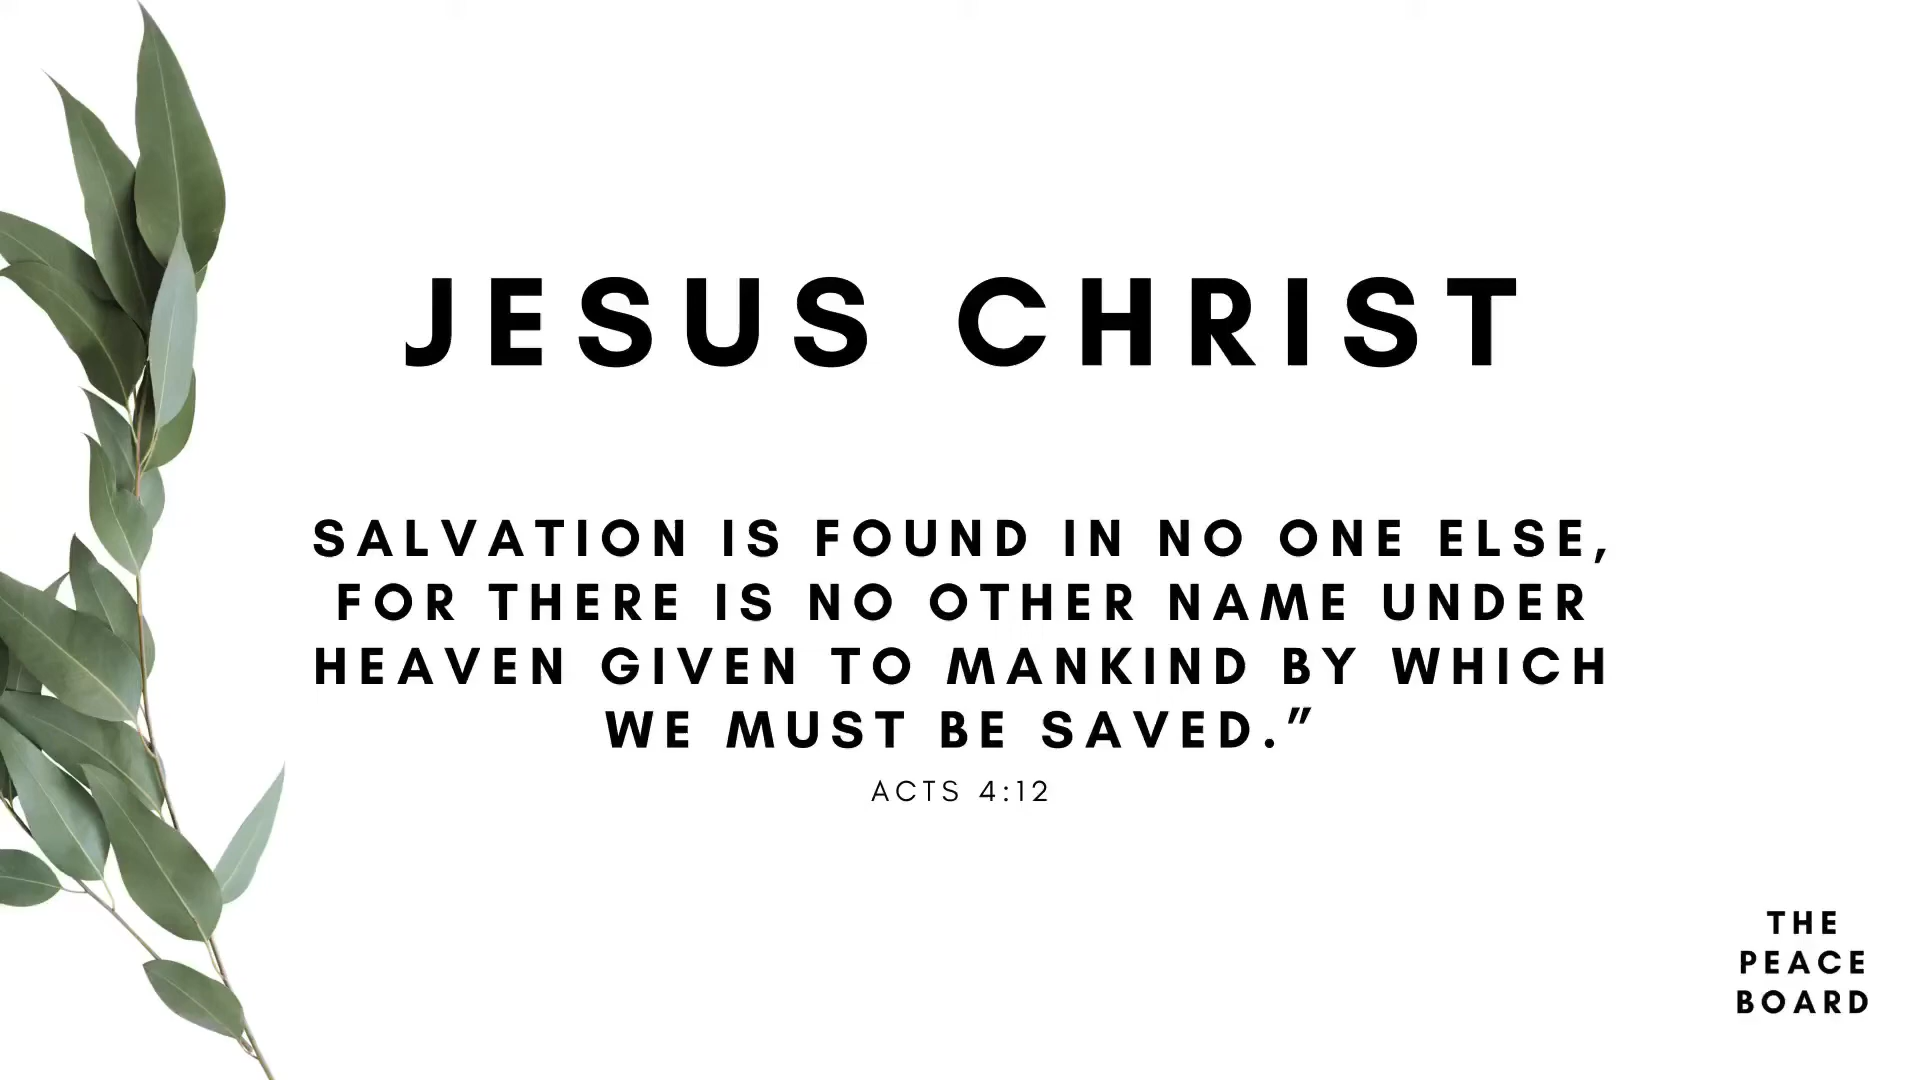 JESUS CHRIST
SALVATION IS FOUND IN NO ONE ELSE,
FOR THERE IS NO OTHER NAME UNDER
HEAVEN GIVEN TO MANKIND BY WHICH
WE MUST BE SAVED.”
ACTS 4:12
THE
PEACE
BOARD